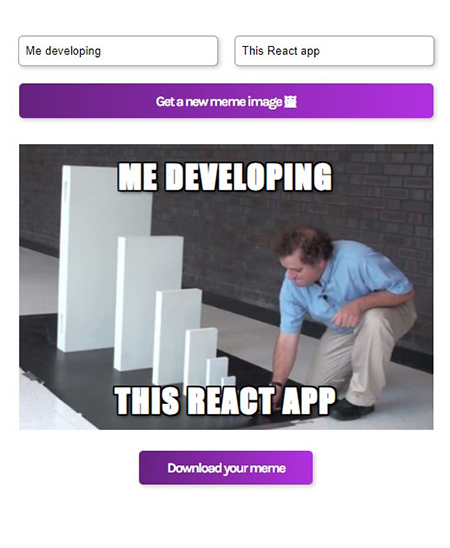 Me developing
This React app
Get a new meme image 🖼
ME DEVELOPING
THIS REACT APP
Download your meme